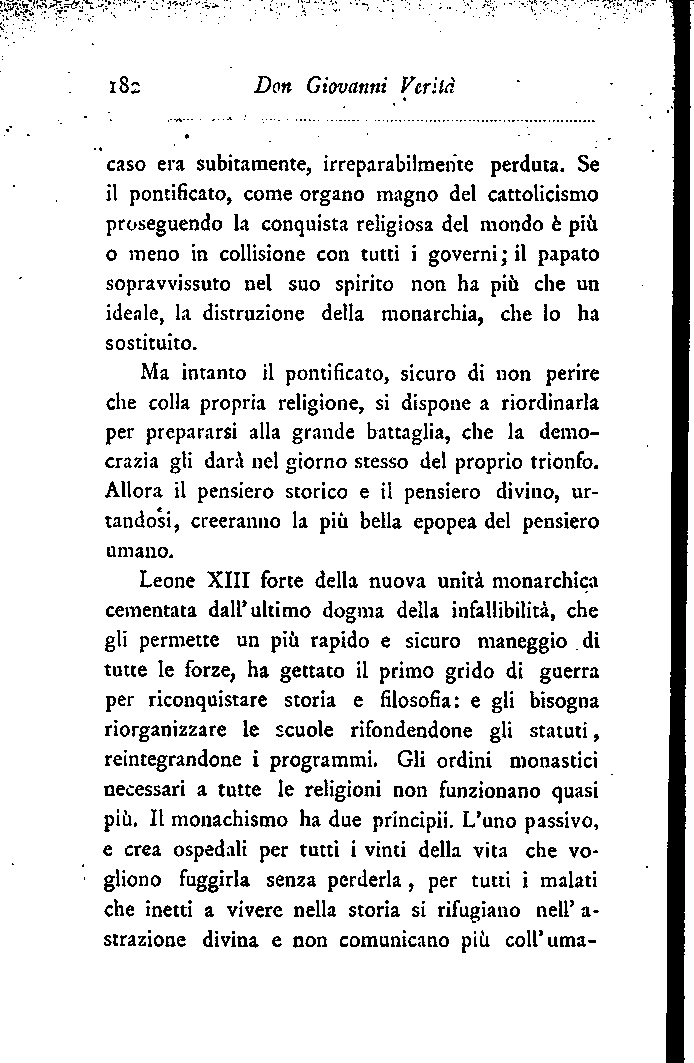 182 Don Giovanni Verità
caso era subitamente, irreparabilmente perduta. Se
il pontificato, come organo magno del cattolicismo
proseguendo la conquista religiosa del mondo è più
o meno in collisione con tutti i governi; il papato
sopravvissuto nel suo spirito non ha più che un
ideale, la distruzione della monarchia, che lo ha
sostituito.
Ma intanto il pontificato, sicuro di non perire
che colla propria religione, si dispone a riordinarla
per prepararsi alla grande battaglia, che la demo-
crazia gli darà nel giorno stesso del proprio trionfo.
Allora il pensiero storico e il pensiero divino, ur-
tandosi, creeranno la più bella epopea del pensiero
umano.
Leone XIII forte della nuova unità monarchica
cementata dall'ultimo dogma della infallibilità, che
gli permette un più rapido e sicuro maneggio di
tutte le forze, ha gettato il primo grido di guerra
per riconquistare storia e filosofia: e gli bisogna
riorganizzare le scuole rifondendone gli statuti,
reintegrandone i programmi. Gli ordini monastici
necessari a tutte le religioni non funzionano quasi
più. Il monachismo ha due principii. L'uno passivo,
e crea ospedali per tutti i vinti della vita che vo-
gliono fuggirla senza perderla, per tutti i malati
che inetti a vivere nella storia si rifugiano nell' a-
strazione divina e non comunicano più coll'uma-